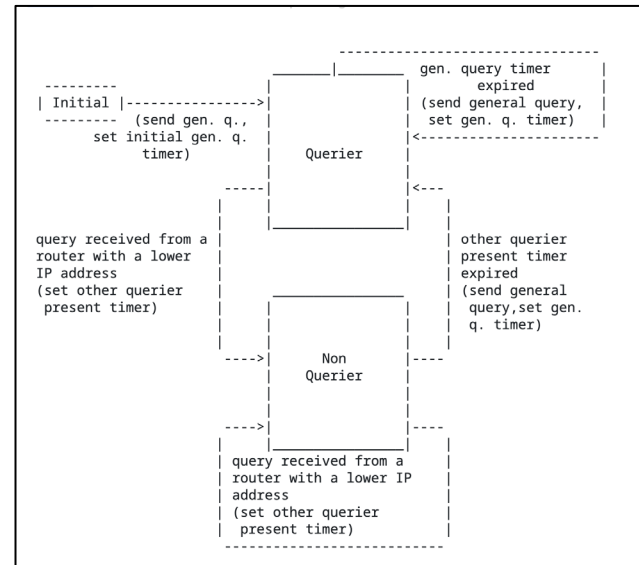 gen. query timer
expired
(send general query,
set gen. q. timer)
Initial
(send gen. q.,
set initial gen. q.
timer)
Querier
query received from a
router with a lower
IP address
(set other querier
present timer)
other querier
present timer
expired
(send general
query,set gen.
q. timer)
Non
Querier
query received from a
router with a lower IP
address
(set other querier
present timer)